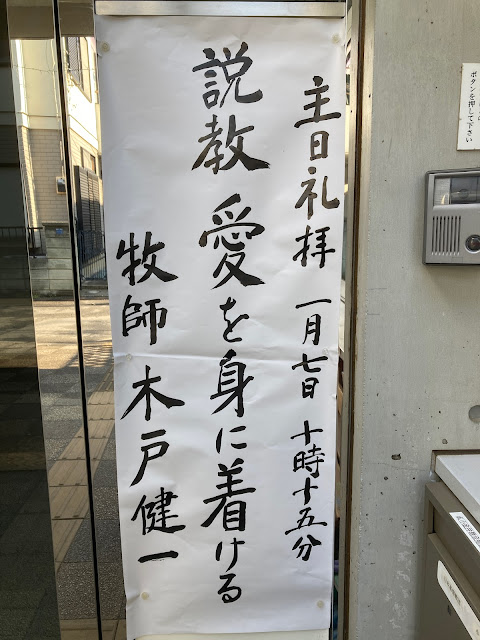 主日礼拝 一月七日 十時十五分
説教 愛を身に着ける
牧師 木戸健一
ボタンを押して下さい